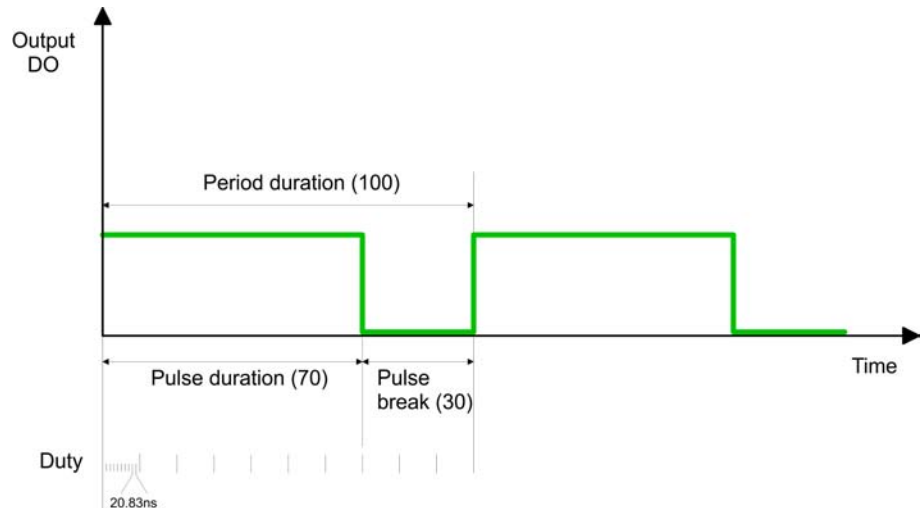 Output
DO
Period duration (100)
Time
Pulse duration (70)
Pulse
break (30)
Duty
20.83ns